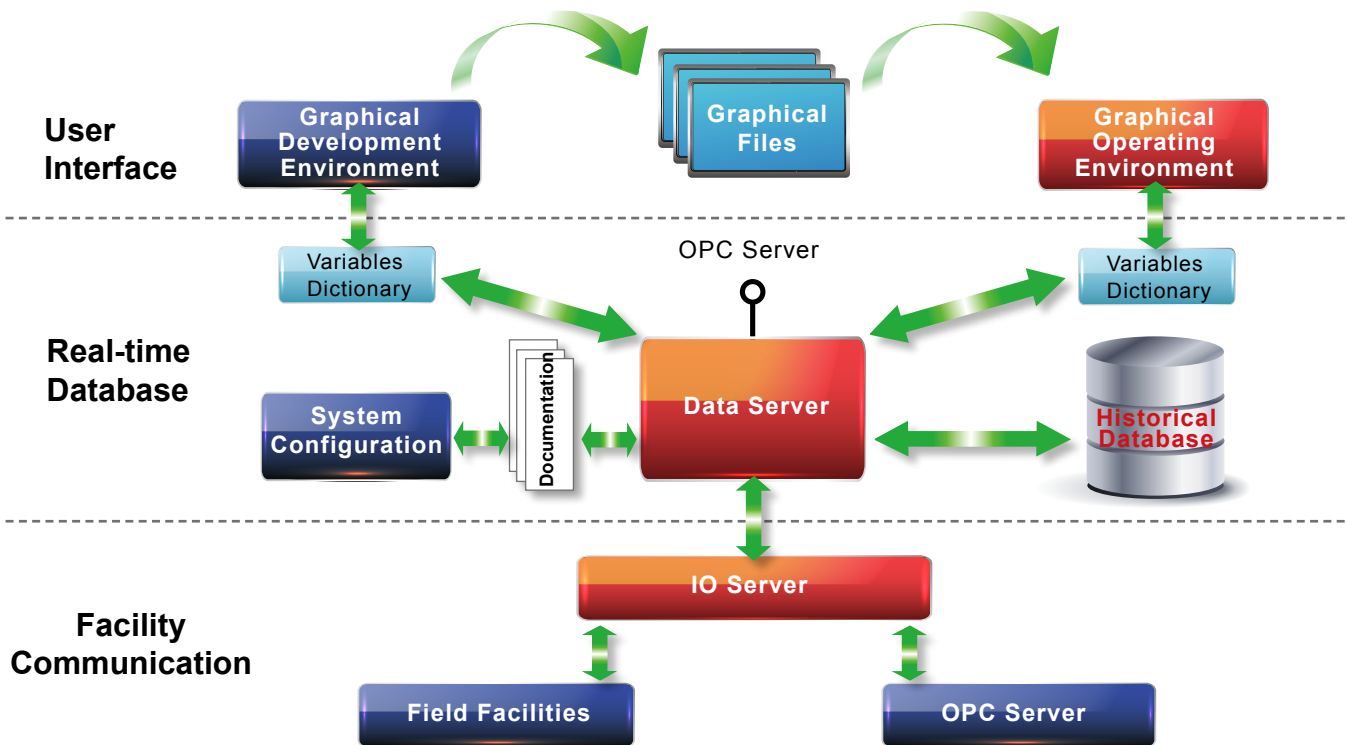 User
Interface
Graphical
Development
Environment
Graphical
Files
Graphical
Operating
Environment
Variables
Dictionary
OPC Server
Variables
Dictionary
Real-time
Database
System
Configuration
Documentation
Data Server
Historical
Database
IO Server
Facility
Communication
Field Facilities
OPC Server